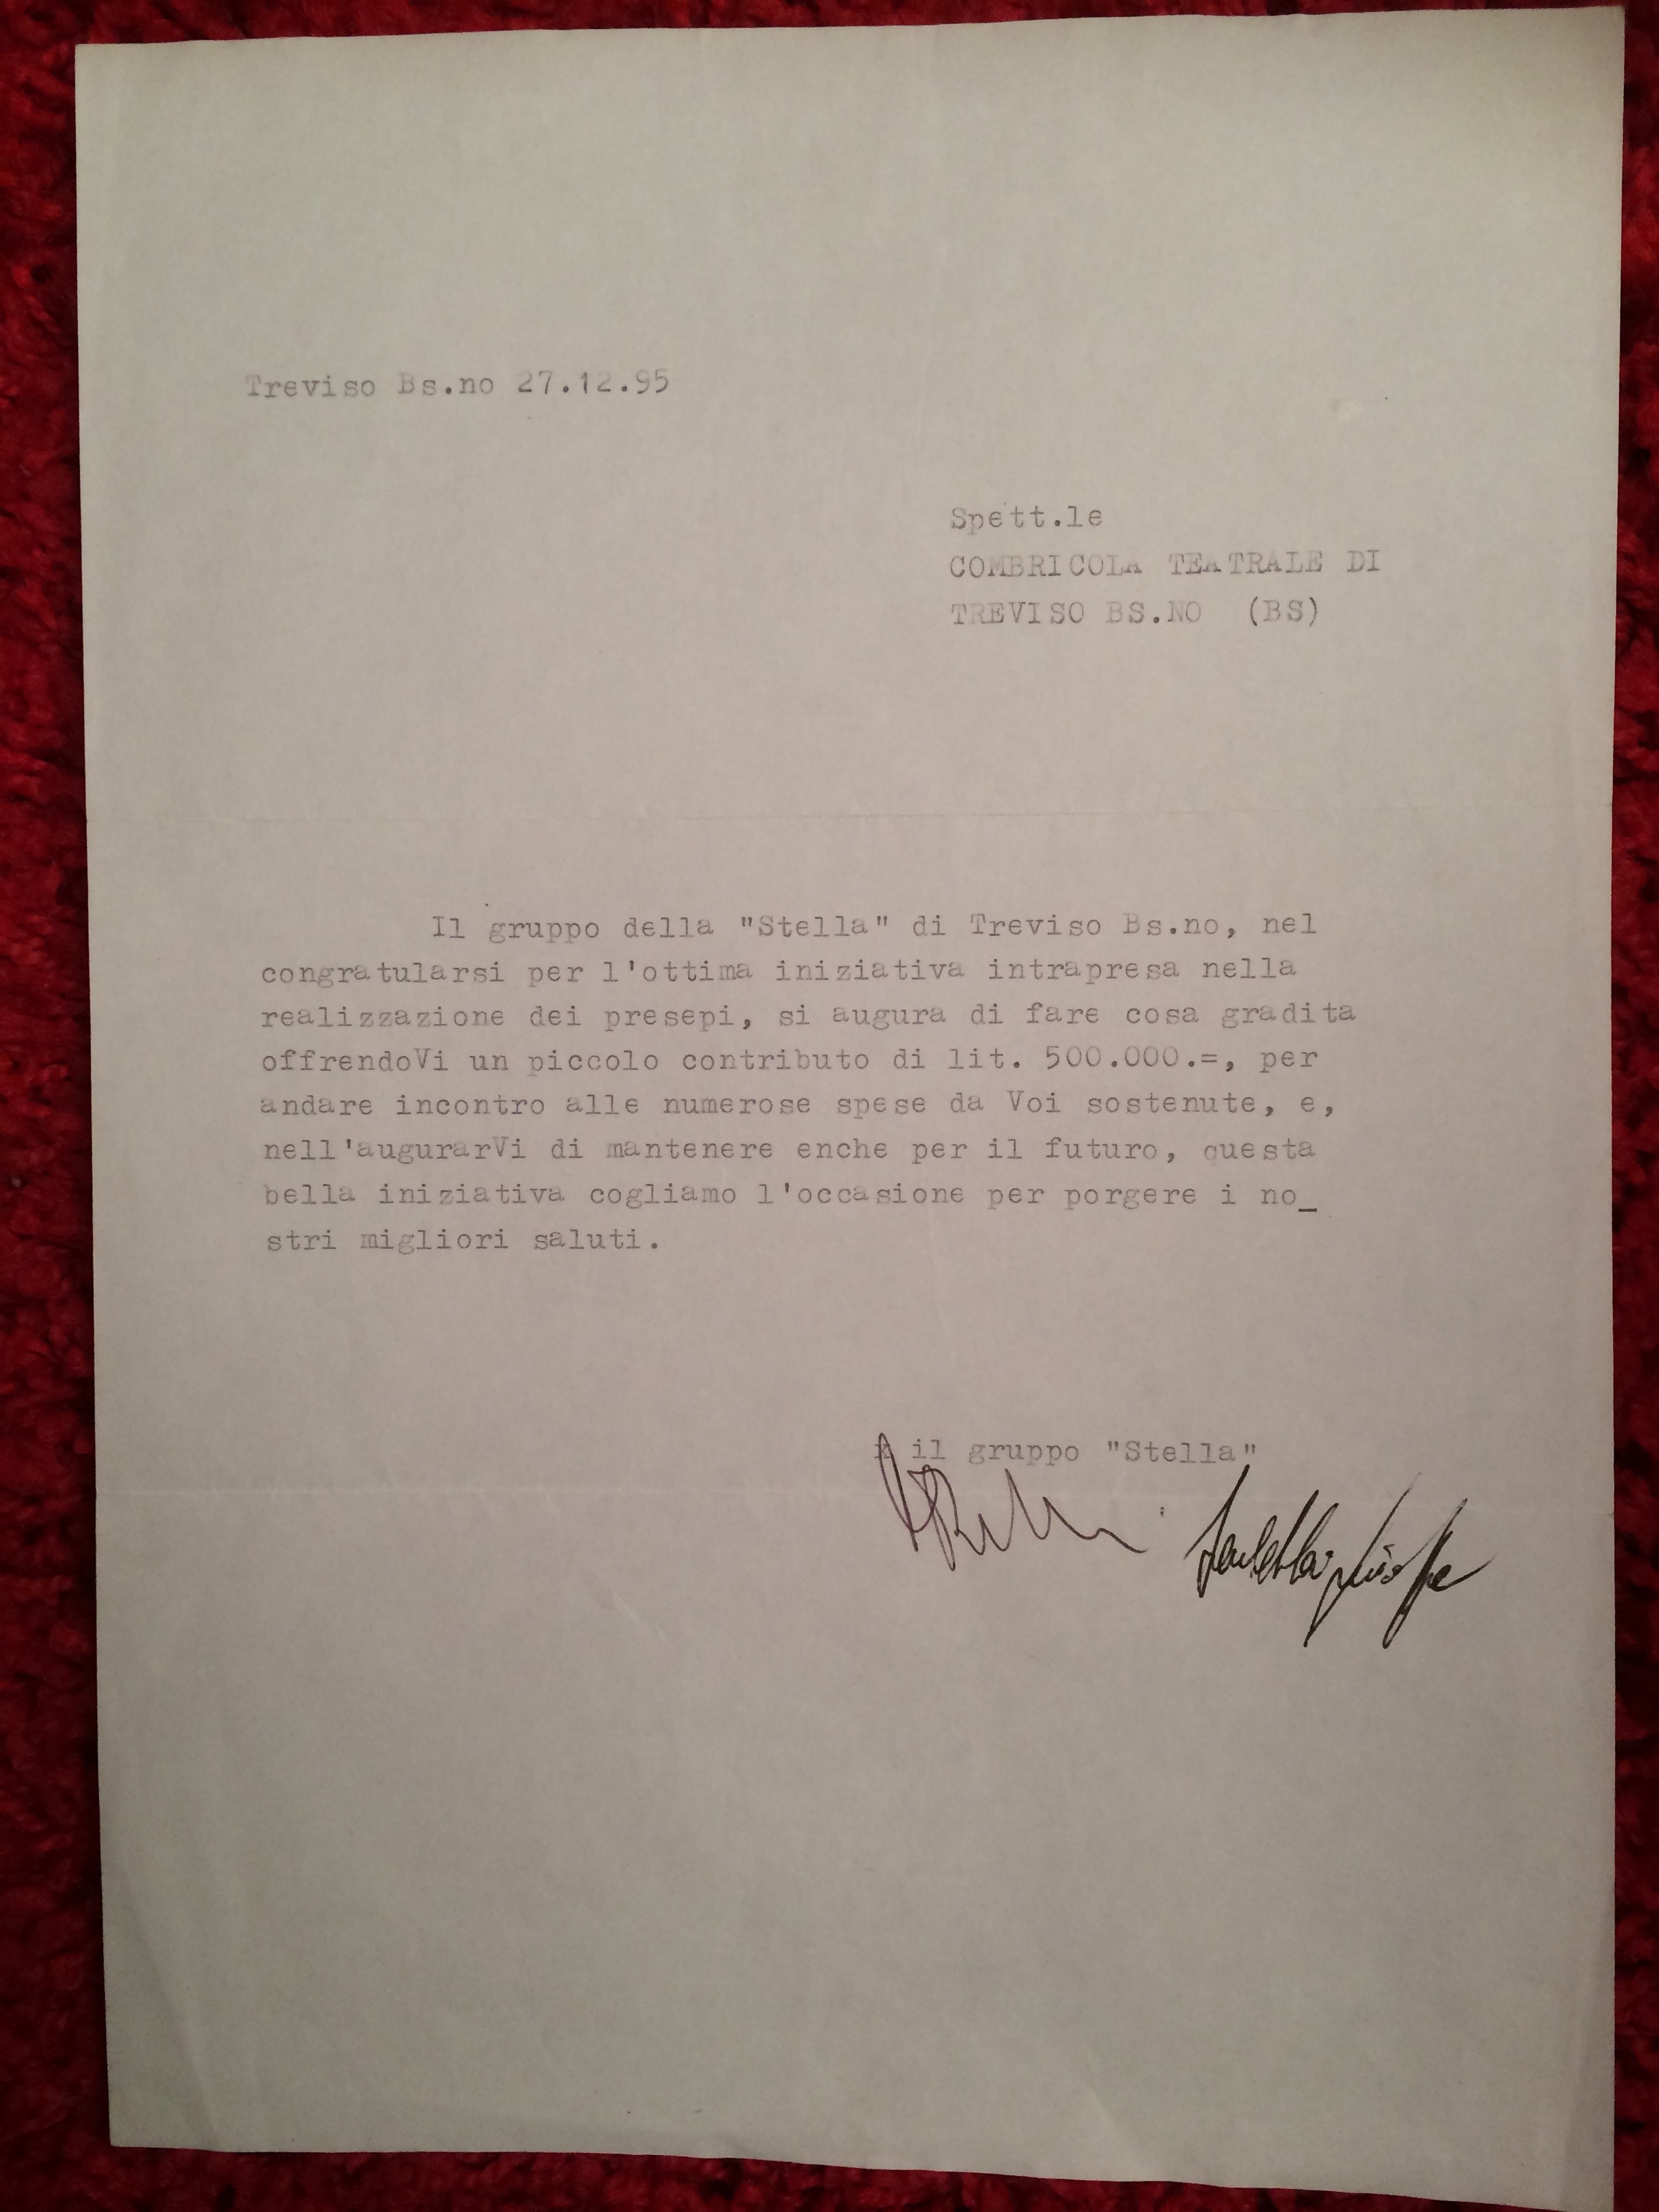 Treviso Bs.no 27.12.95
Spett.le
COMBRICOLA TEATRALE DI
TREVISO BS.NO (BS)
Il gruppo della "Stella" di Treviso Bs.no, nel
congratularsi per l'ottima iniziativa intrapresa nella
realizzazione dei presepi, si augura di fare cosa gradita
offrendoVi un piccolo contributo di lit. 500.000.=, per
andare incontro alle numerose spese da Voi sostenute, e,
nell'augurarVi di mantenere enche per il futuro, questa
bella iniziativa cogliamo l'occasione per porgere i no_
stri migliori saluti.
x il gruppo "Stella"